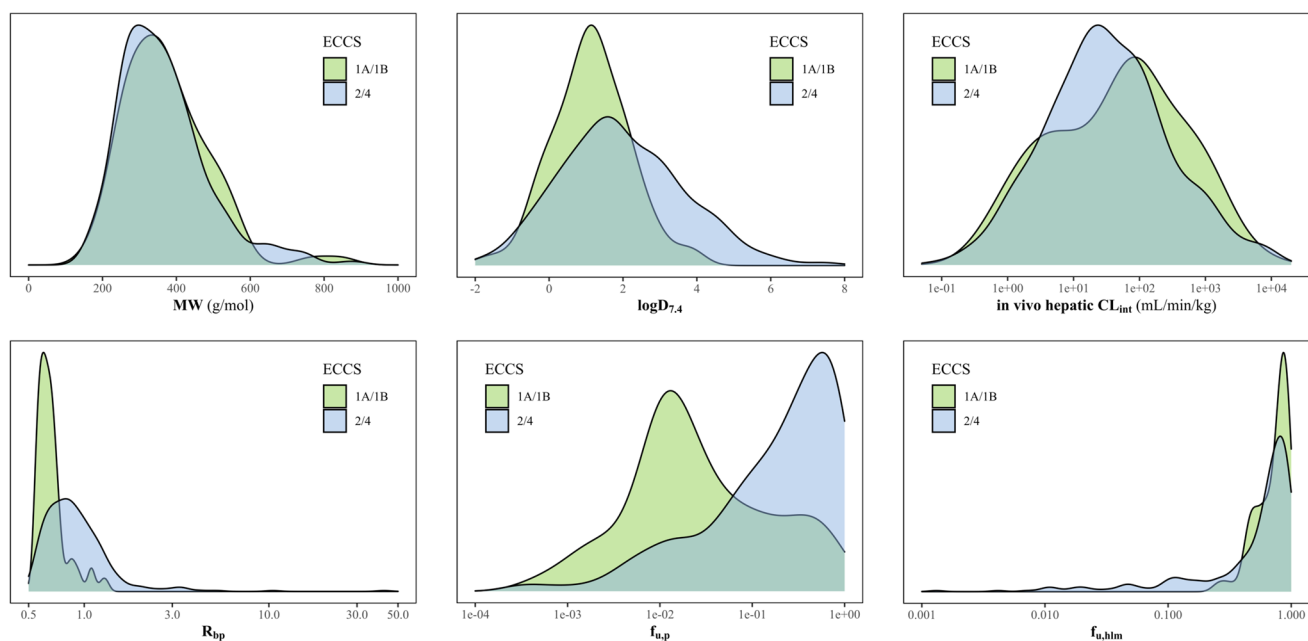 ECCS
1A/1B
2/4
0 200 400 600 800 1000
MW (g/mol)
ECCS
1A/1B
2/4
-2 0 2 4 6 8
logD7.4
ECCS
1A/1B
2/4
1e-01 1e+00 1e+01 1e+02 1e+03 1e+04
in vivo hepatic CLint (mL/min/kg)
ECCS
1A/1B
2/4
0.5 1.0 3.0 10.0 30.0 50.0
Rbp
ECCS
1A/1B
2/4
1e-04 1e-03 1e-02 1e-01 1e+00
fu,p
ECCS
1A/1B
2/4
0.001 0.010 0.100 1.000
fu,hlm